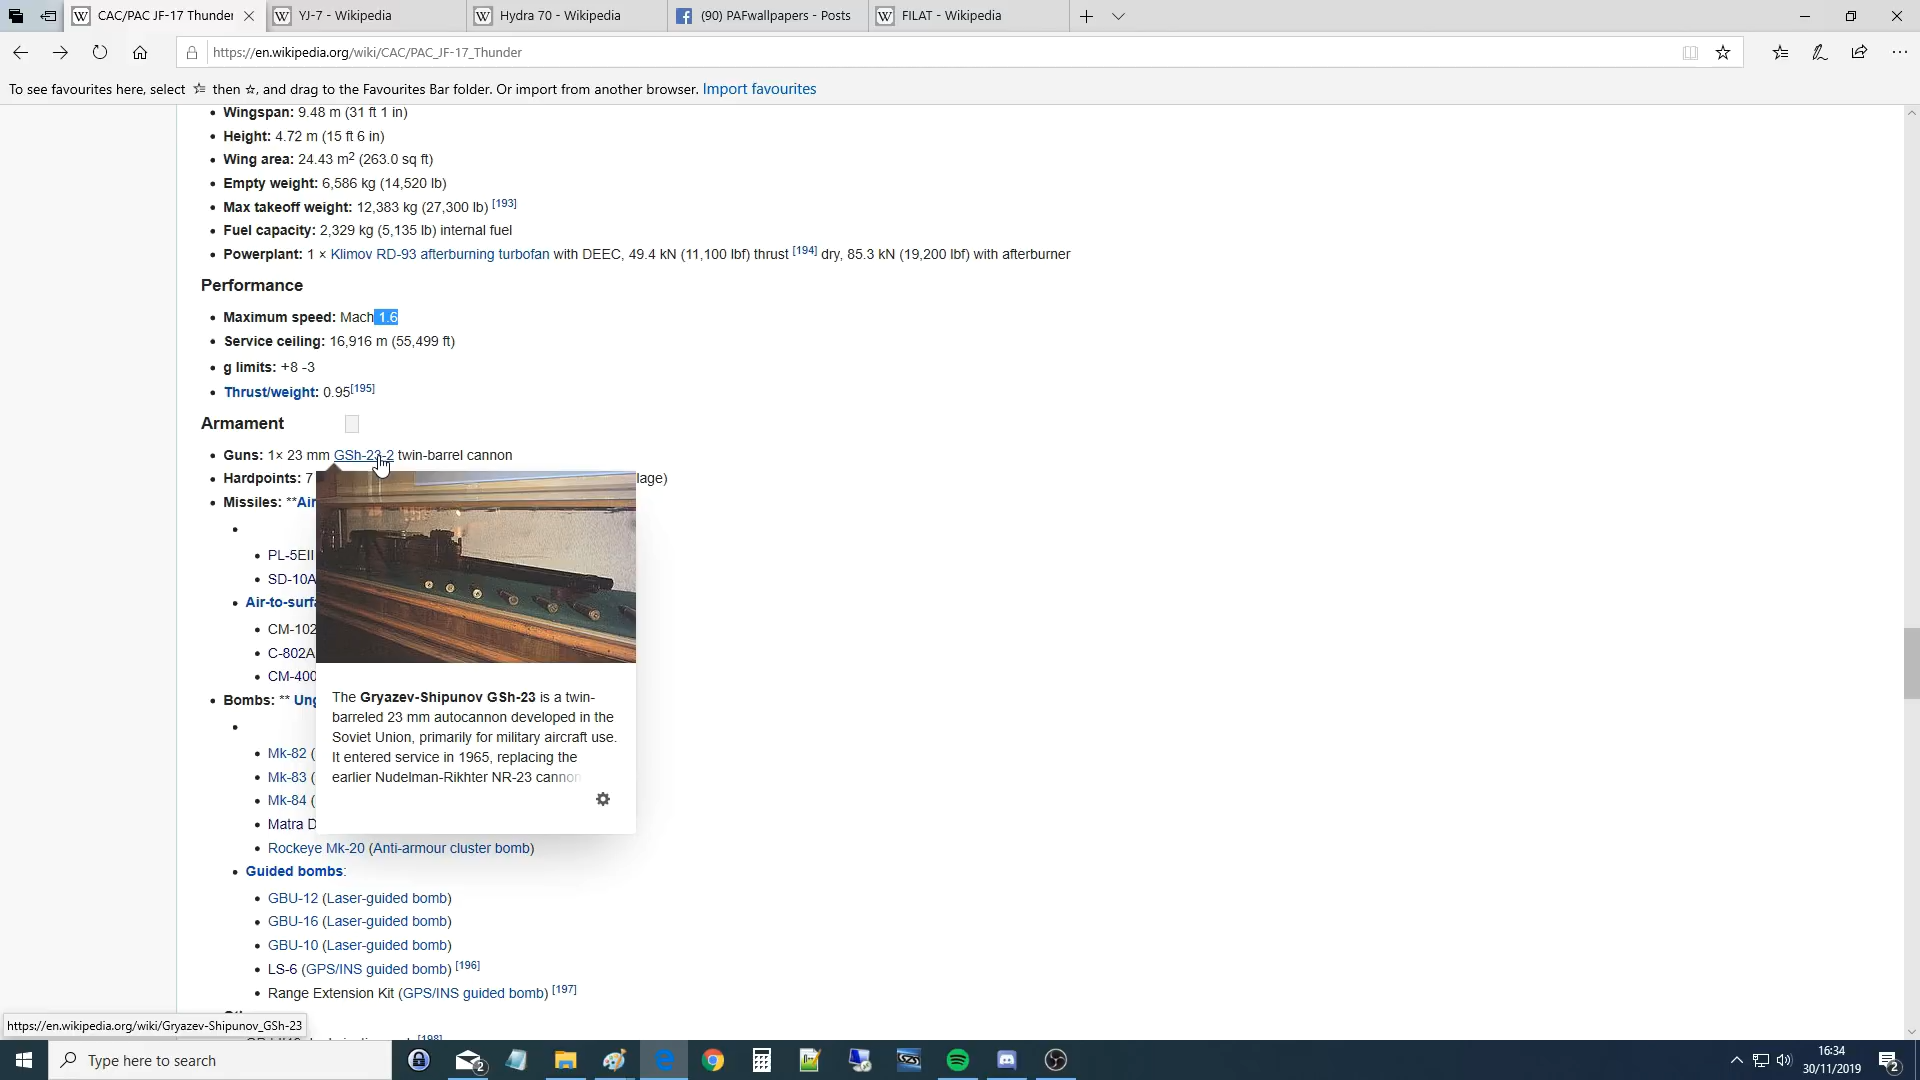 CAC/PAC JF-17 Thunder
YJ-7 - Wikipedia
Hydra 70 - Wikipedia
(90) PAFwallpapers - Posts
FILAT - Wikipedia
https://en.wikipedia.org/wiki/CAC/PAC_JF-17_Thunder
To see favourites here, select ☆ then ☆, and drag to the Favourites Bar folder. Or import from another browser. Import favourites
Wingspan: 9.48 m (31 ft 1 in)
Height: 4.72 m (15 ft 6 in)
Wing area: 24.43 m2 (263.0 sq ft)
Empty weight: 6,586 kg (14,520 lb)
Max takeoff weight: 12,383 kg (27,300 lb) [193]
Fuel capacity: 2,329 kg (5,135 lb) internal fuel
Powerplant: 1 × Klimov RD-93 afterburning turbofan with DEEC, 49.4 kN (11,100 lbf) thrust [194] dry, 85.3 kN (19,200 lbf) with afterburner
Performance
Maximum speed: Mach 1.6
Service ceiling: 16,916 m (55,499 ft)
g limits: +8 -3
Thrust/weight: 0.95[195]
Armament
Guns: 1× 23 mm GSh-23-2 twin-barrel cannon
Hardpoints: 7 lage)
Missiles: **Air
PL-5EII
SD-10A
Air-to-surfa
CM-102
C-802A
CM-400
The Gryazev-Shipunov GSh-23 is a twin-
barreled 23 mm autocannon developed in the
Soviet Union, primarily for military aircraft use.
It entered service in 1965, replacing the
earlier Nudelman-Rikhter NR-23 cannon
Bombs: ** Ung
Mk-82 (
Mk-83 (
Mk-84 (
Matra D
Rockeye Mk-20 (Anti-armour cluster bomb)
Guided bombs:
GBU-12 (Laser-guided bomb)
GBU-16 (Laser-guided bomb)
GBU-10 (Laser-guided bomb)
LS-6 (GPS/INS guided bomb) [196]
Range Extension Kit (GPS/INS guided bomb) [197]
https://en.wikipedia.org/wiki/Gryazev-Shipunov_GSh-23
[198]
Type here to search
2
16:34
30/11/2019
2